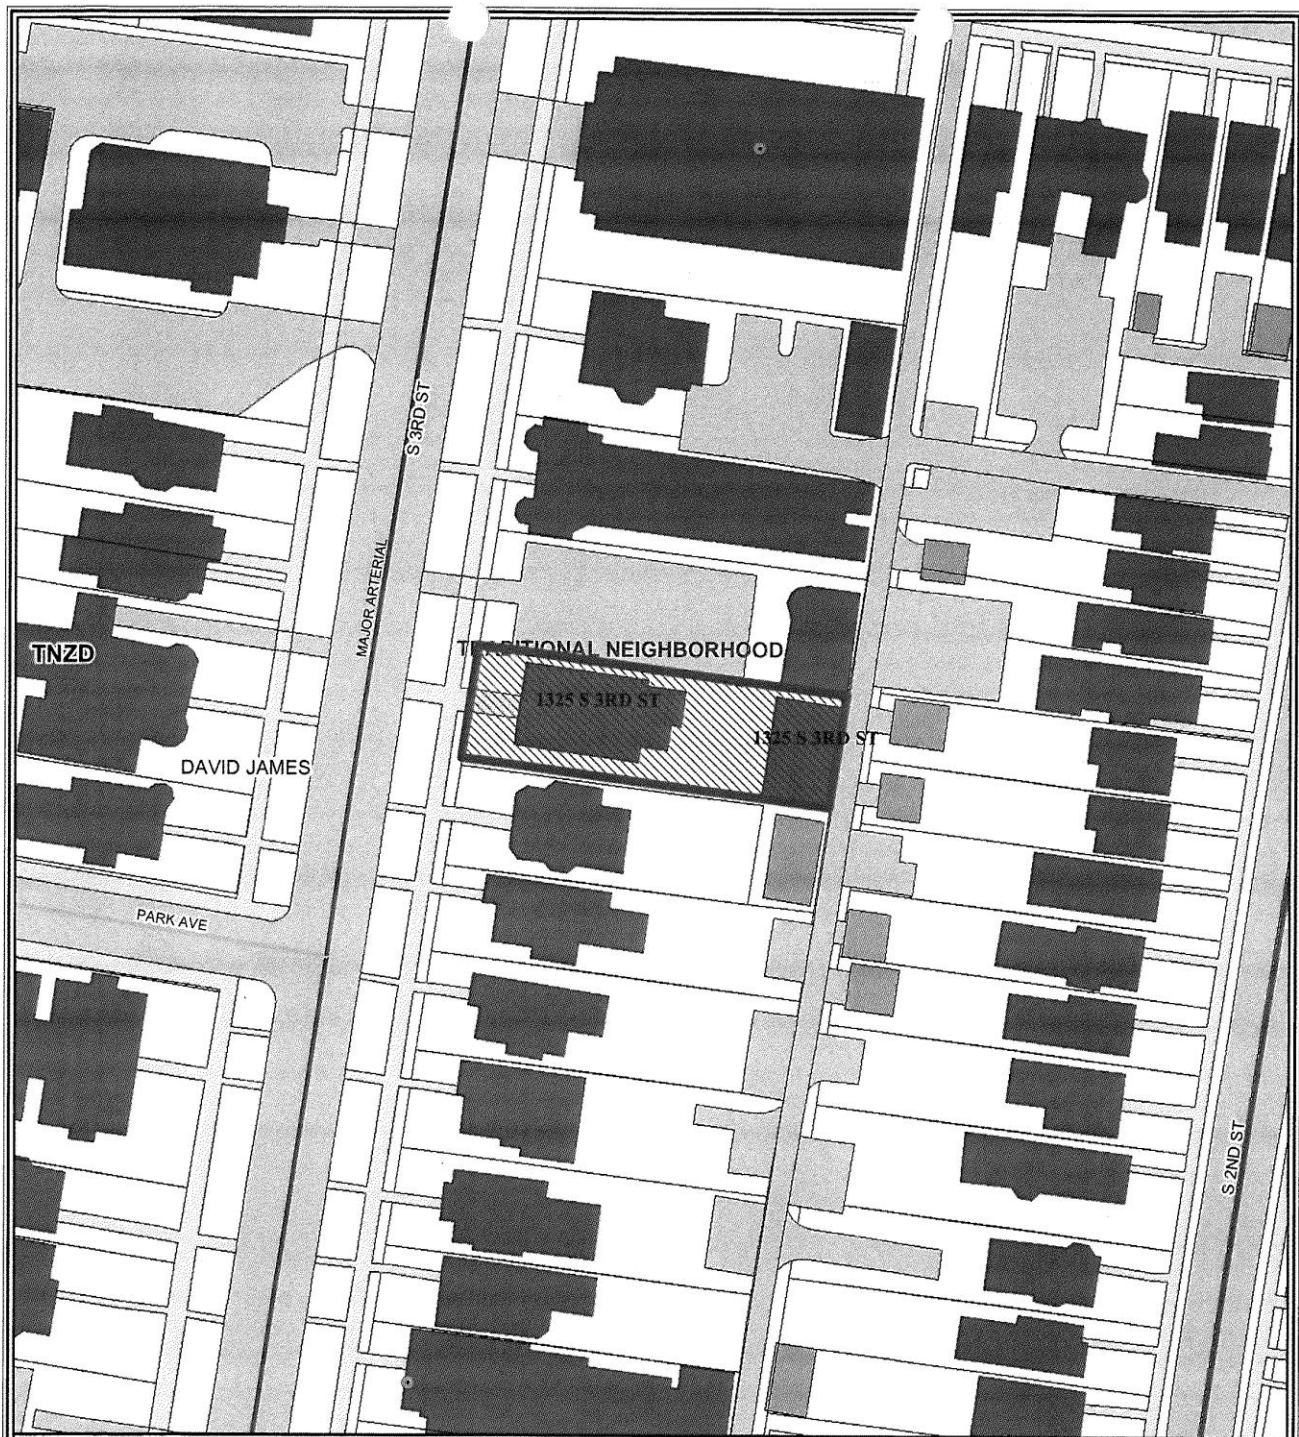 S 3RD ST
MAJOR ARTERIAL
TNZD
TRADITIONAL NEIGHBORHOOD
1325 S 3RD ST
1325 S 3RD ST
DAVID JAMES
PARK AVE
S 2ND ST